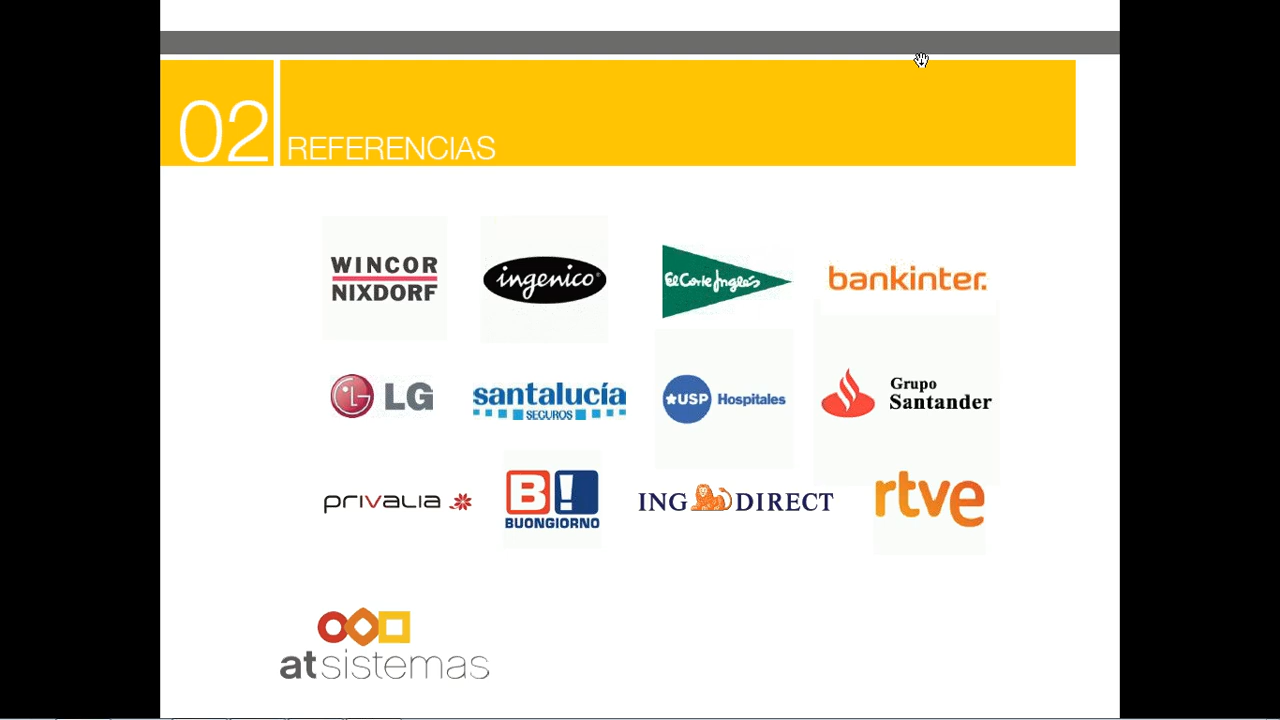 02 REFERENCIAS
WINCOR
NIXDORF
ingenico®
El Corte Inglés
bankinter.
LG
santalucía
SEGUROS
USP Hospitales
Grupo
Santander
PRIVALIA
B!
BUONGIORNO
ING DIRECT
rtve
atsistemas